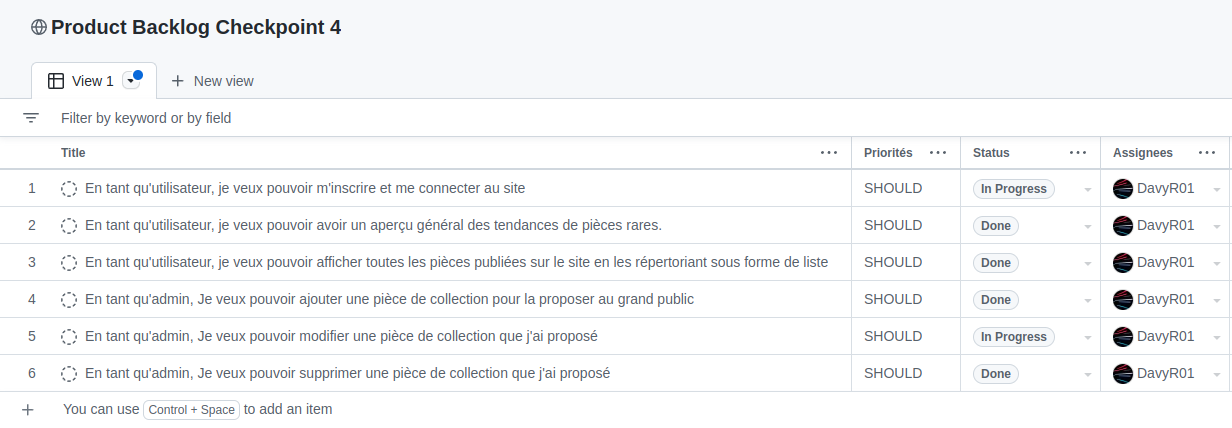 Product Backlog Checkpoint 4
View 1
New view
Filter by keyword or by field
Title Priorités Status Assignees
1 En tant qu'utilisateur, je veux pouvoir m'inscrire et me connecter au site SHOULD In Progress DavyR01
2 En tant qu'utilisateur, je veux pouvoir avoir un aperçu général des tendances de pièces rares. SHOULD Done DavyR01
3 En tant qu'utilisateur, je veux pouvoir afficher toutes les pièces publiées sur le site en les répertoriant sous forme de liste SHOULD Done DavyR01
4 En tant qu'admin, Je veux pouvoir ajouter une pièce de collection pour la proposer au grand public SHOULD Done DavyR01
5 En tant qu'admin, Je veux pouvoir modifier une pièce de collection que j'ai proposé SHOULD In Progress DavyR01
6 En tant qu'admin, Je veux pouvoir supprimer une pièce de collection que j'ai proposé SHOULD Done DavyR01
You can use Control + Space to add an item